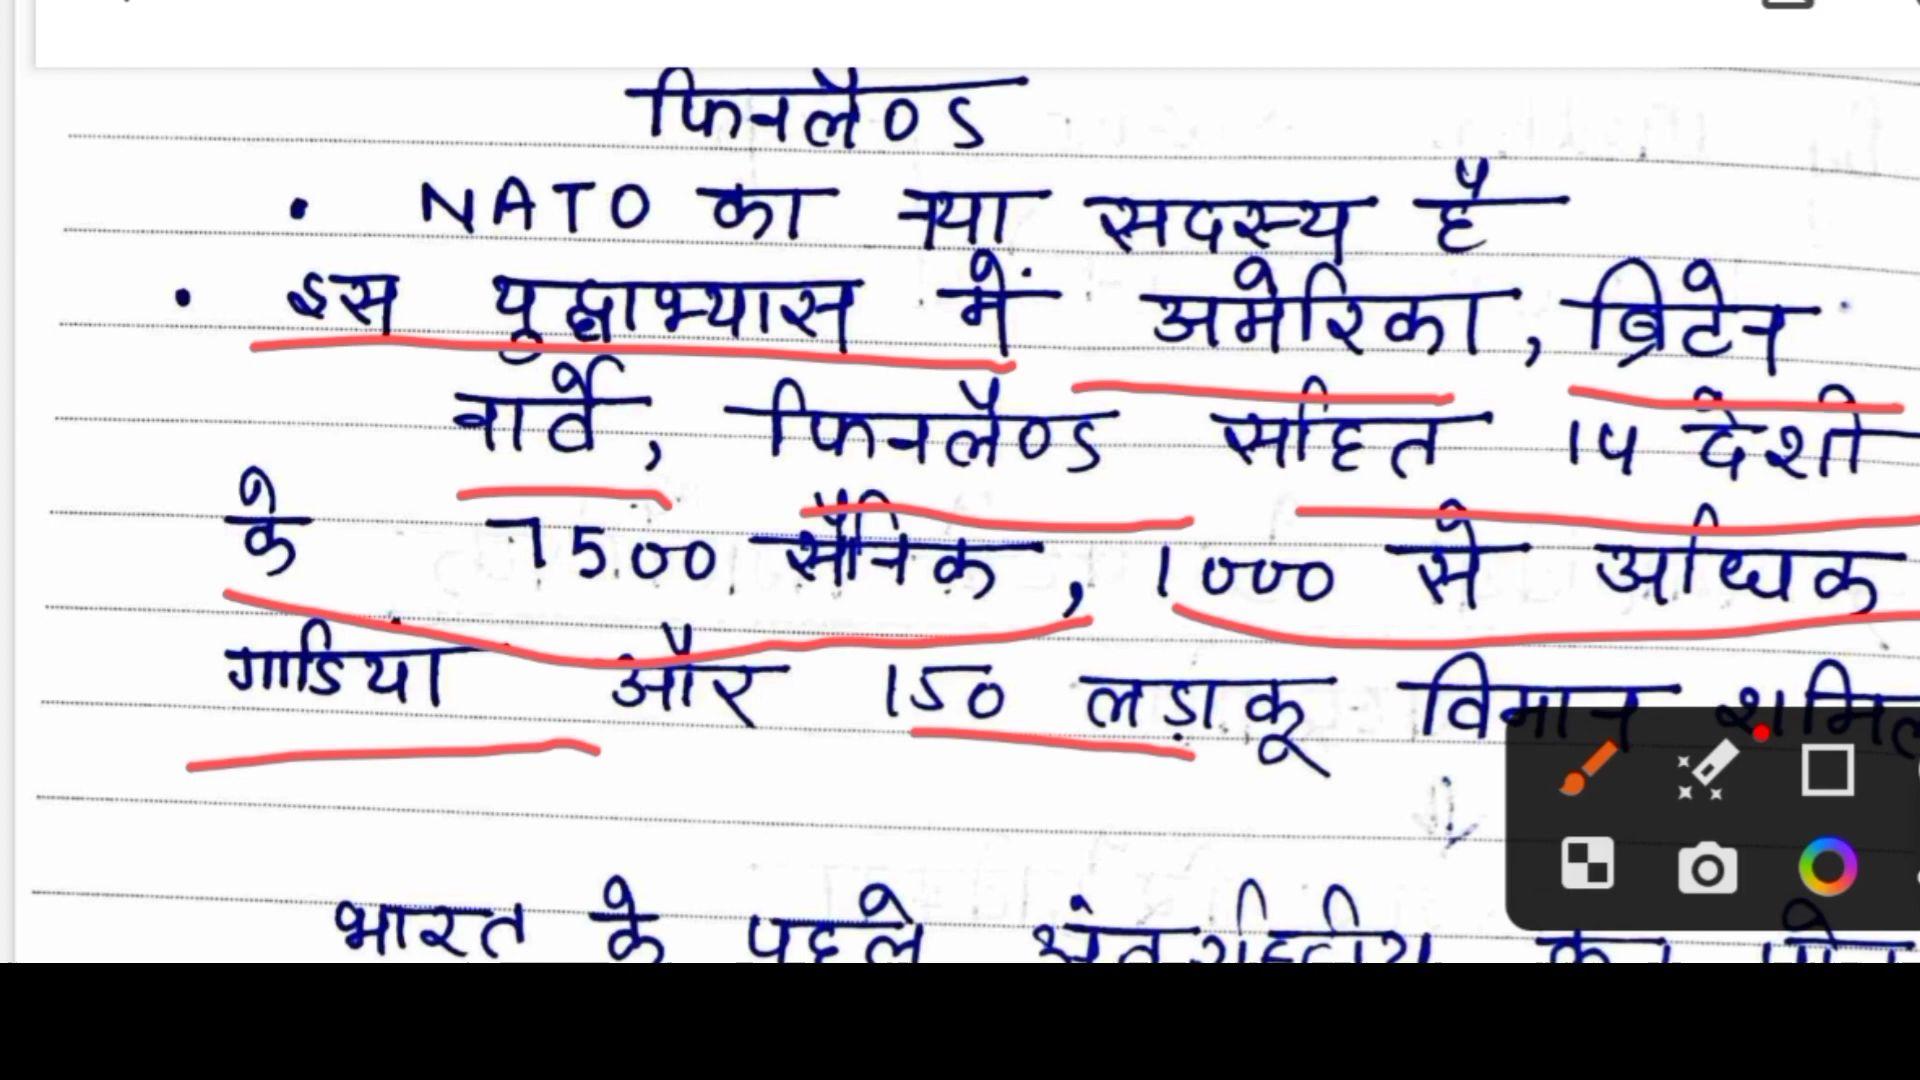 फिनलैण्ड
• NATO का नया सदस्य है
• इस युद्धाभ्यास में अमेरिका, ब्रिटेन
नार्वे, फिनलैण्ड सहित 14 देशो
के 7500 सैनिक, 1000 से अधिक
गाडिया और 150 लड़ाकू विमान
भारत के पहले